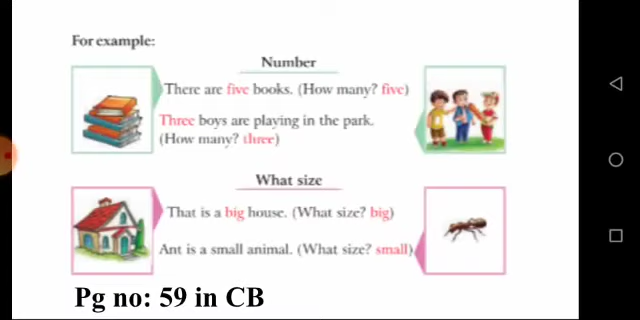 For example:
Number
There are five books. (How many? five)
Three boys are playing in the park.
(How many? three)
What size
That is a big house. (What size? big)
Ant is a small animal. (What size? small)
Pg no: 59 in CB